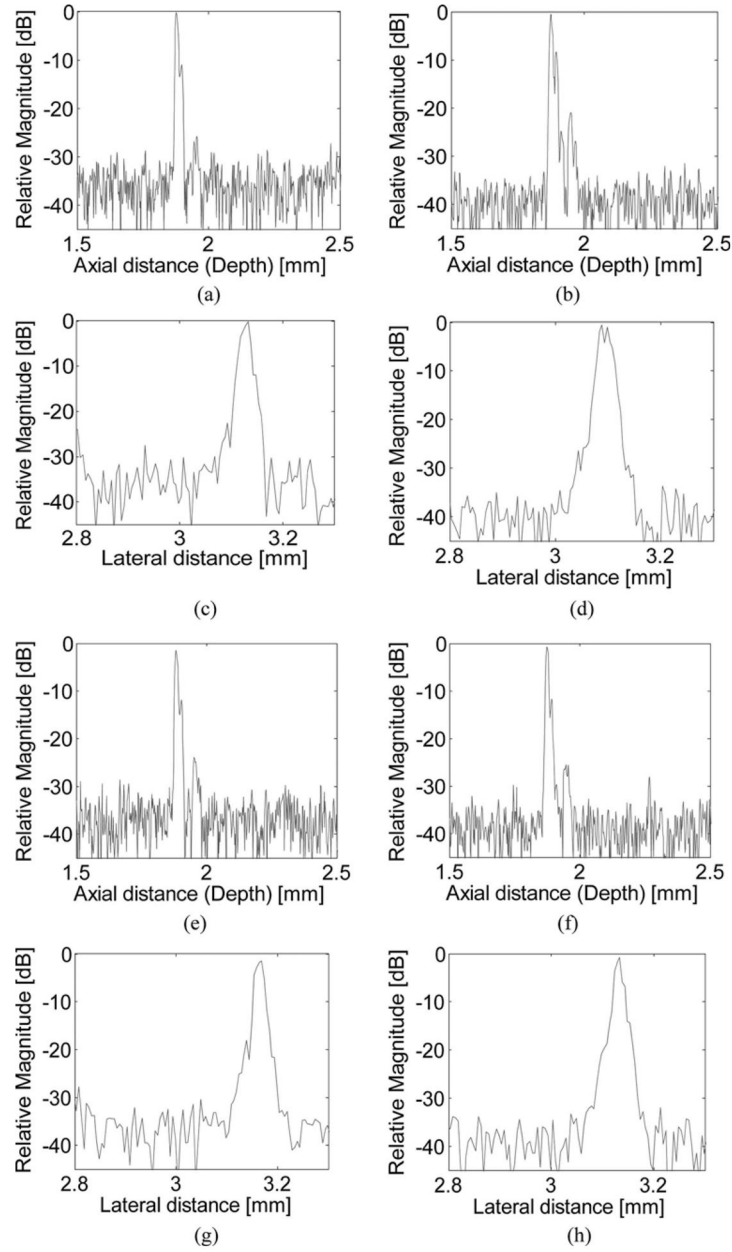 0
-10
-20
-30
-40
1.5 2 2.5
Relative Magnitude [dB]
Axial distance (Depth) [mm]
(a)
0
-10
-20
-30
-40
1.5 2 2.5
Relative Magnitude [dB]
Axial distance (Depth) [mm]
(b)
0
-10
-20
-30
-40
2.8 3 3.2
Relative Magnitude [dB]
Lateral distance [mm]
(c)
0
-10
-20
-30
-40
2.8 3 3.2
Relative Magnitude [dB]
Lateral distance [mm]
(d)
0
-10
-20
-30
-40
1.5 2 2.5
Relative Magnitude [dB]
Axial distance (Depth) [mm]
(e)
0
-10
-20
-30
-40
1.5 2 2.5
Relative Magnitude [dB]
Axial distance (Depth) [mm]
(f)
0
-10
-20
-30
-40
2.8 3 3.2
Relative Magnitude [dB]
Lateral distance [mm]
(g)
0
-10
-20
-30
-40
2.8 3 3.2
Relative Magnitude [dB]
Lateral distance [mm]
(h)